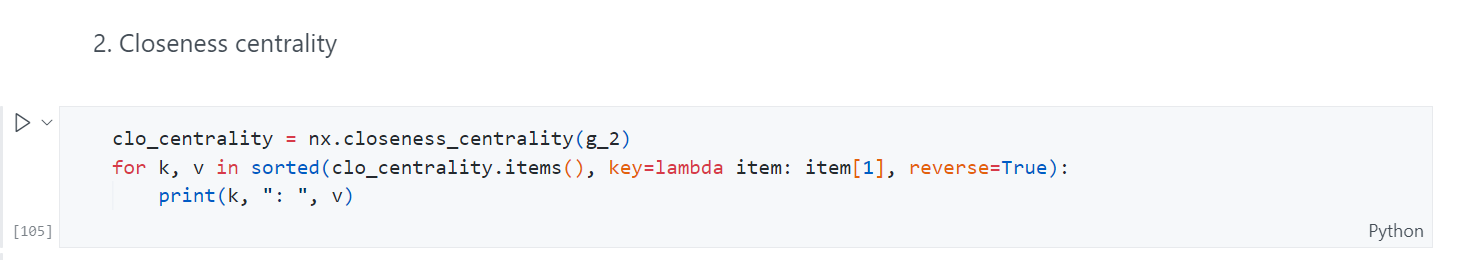 2. Closeness centrality
clo_centrality = nx.closeness_centrality(g_2)
for k, v in sorted(clo_centrality.items(), key=lambda item: item[1], reverse=True):
    print(k, ": ", v)
[105]
Python